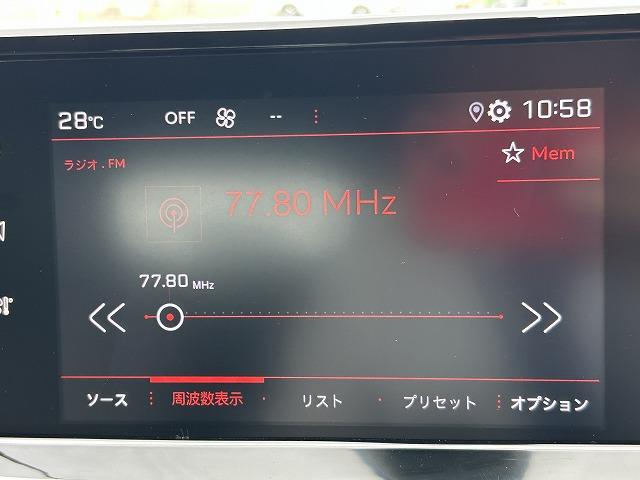 28℃ OFF -- 10:58
ラジオ.FM ☆ Mem
77.80 MHz
77.80 MHz
ソース 周波数表示 リスト プリセット オプション